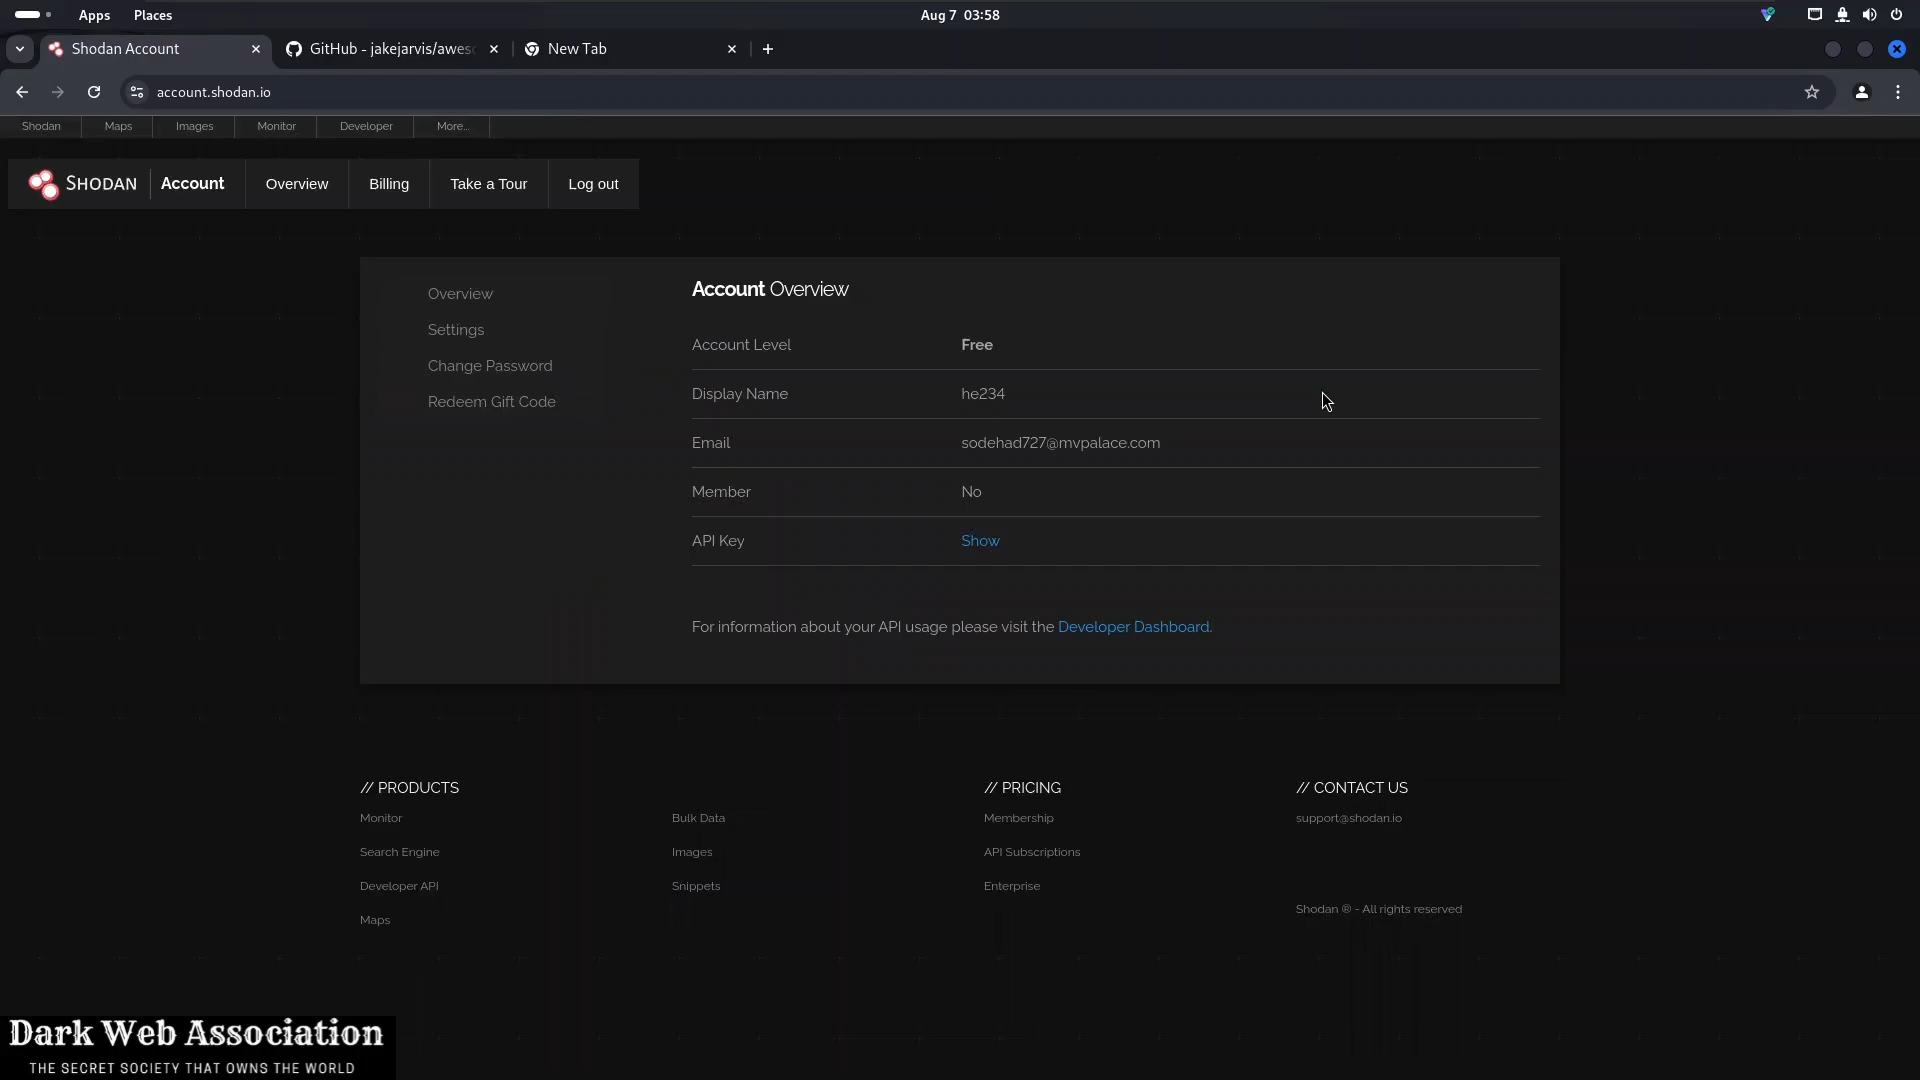 Apps Places Aug 7 03:58
Shodan Account GitHub - jakejarvis/awes New Tab
account.shodan.io
Shodan Maps Images Monitor Developer More...
SHODAN Account Overview Billing Take a Tour Log out
Overview
Settings
Change Password
Redeem Gift Code
Account Overview
Account Level Free
Display Name he234
Email sodehad727@mvpalace.com
Member No
API Key Show
For information about your API usage please visit the Developer Dashboard.
// PRODUCTS
Monitor
Search Engine
Developer API
Maps
Bulk Data
Images
Snippets
// PRICING
Membership
API Subscriptions
Enterprise
// CONTACT US
support@shodan.io
Shodan ® - All rights reserved
Dark Web Association
THE SECRET SOCIETY THAT OWNS THE WORLD